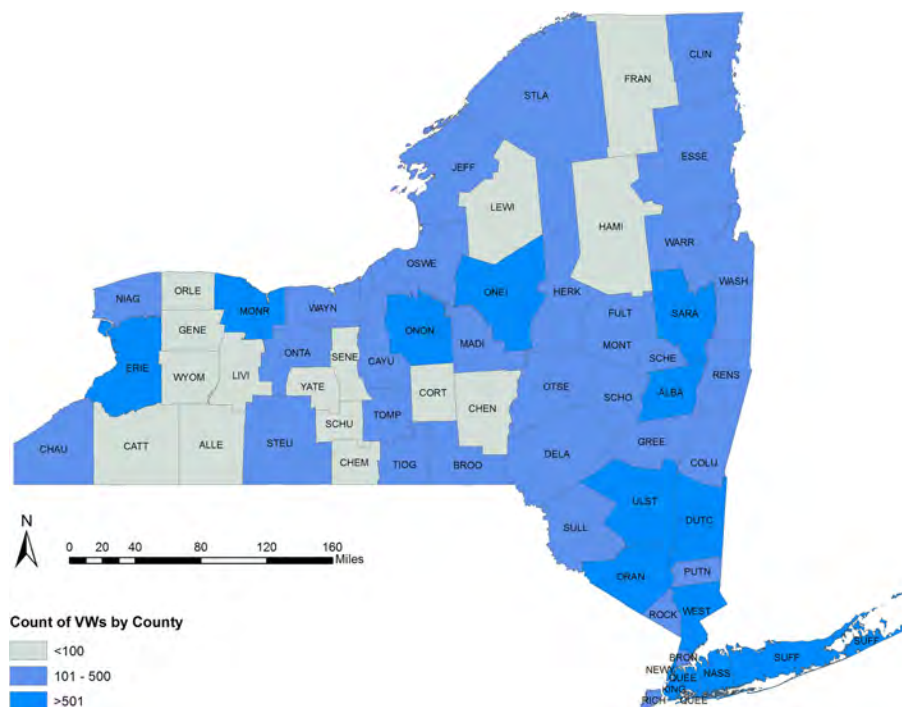 CLIN
FRAN
STLA
ESSE
JEFF
LEWI
HAMI
WARR
OSWE
WASH
ONEI
HERK
ORLE
NIAG
MONR
WAYN
FULT
SARA
GENE
ONON
MADI
MONT
ONTA
SENE
CAYU
SCHE
ERIE
WYOM
LIVI
YATE
RENS
CORT
OTSE
ALBA
SCHO
CHEN
TOMP
SCHU
CHAU
CATT
ALLE
STEU
GREE
DELA
CHEM
TIOG
BROO
COLU
ULST
DUTC
SULL
N
0 20 40 80 120 160
Miles
PUTN
ORAN
ROCK
WEST
Count of VWs by County
<100
101 - 500
>501
SUFF
BRON
SUFF
NEWY
NASS
QUEE
KING
RICH
QUEE